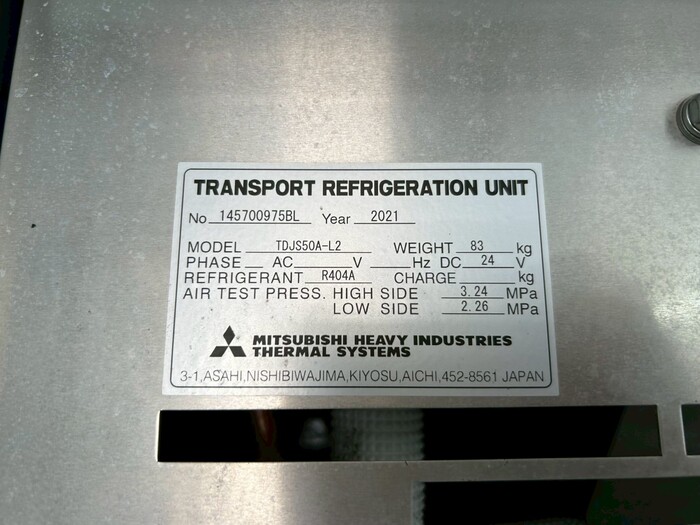 TRANSPORT REFRIGERATION UNIT
No 145700975BL Year 2021
MODEL TDJS50A-L2 WEIGHT 83 kg
PHASE AC V Hz DC 24 V
REFRIGERANT R404A CHARGE kg
AIR TEST PRESS. HIGH SIDE 3.24 MPa
LOW SIDE 2.26 MPa
MITSUBISHI HEAVY INDUSTRIES
THERMAL SYSTEMS
3-1,ASAHI,NISHIBIWAJIMA,KIYOSU,AICHI,452-8561 JAPAN